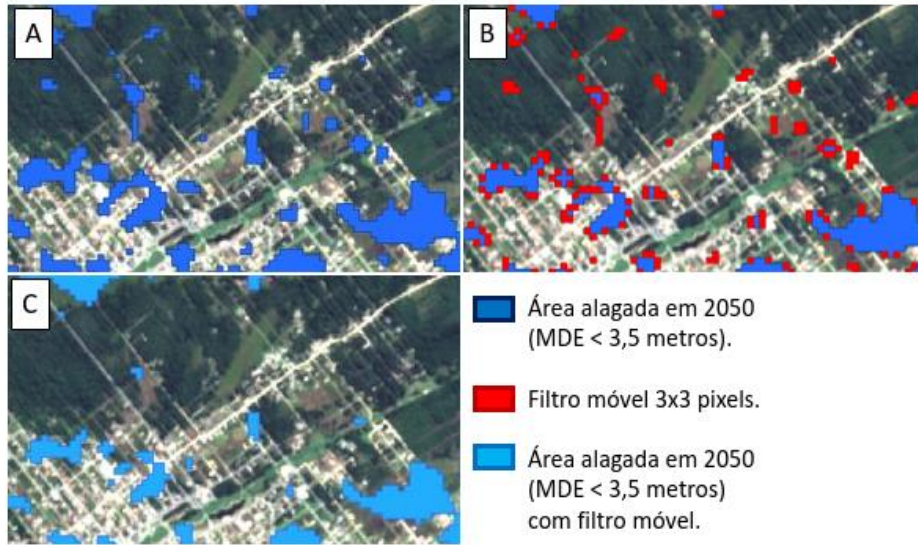 A
B
C
Área alagada em 2050
(MDE < 3,5 metros).
Filtro móvel 3x3 pixels.
Área alagada em 2050
(MDE < 3,5 metros)
com filtro móvel.